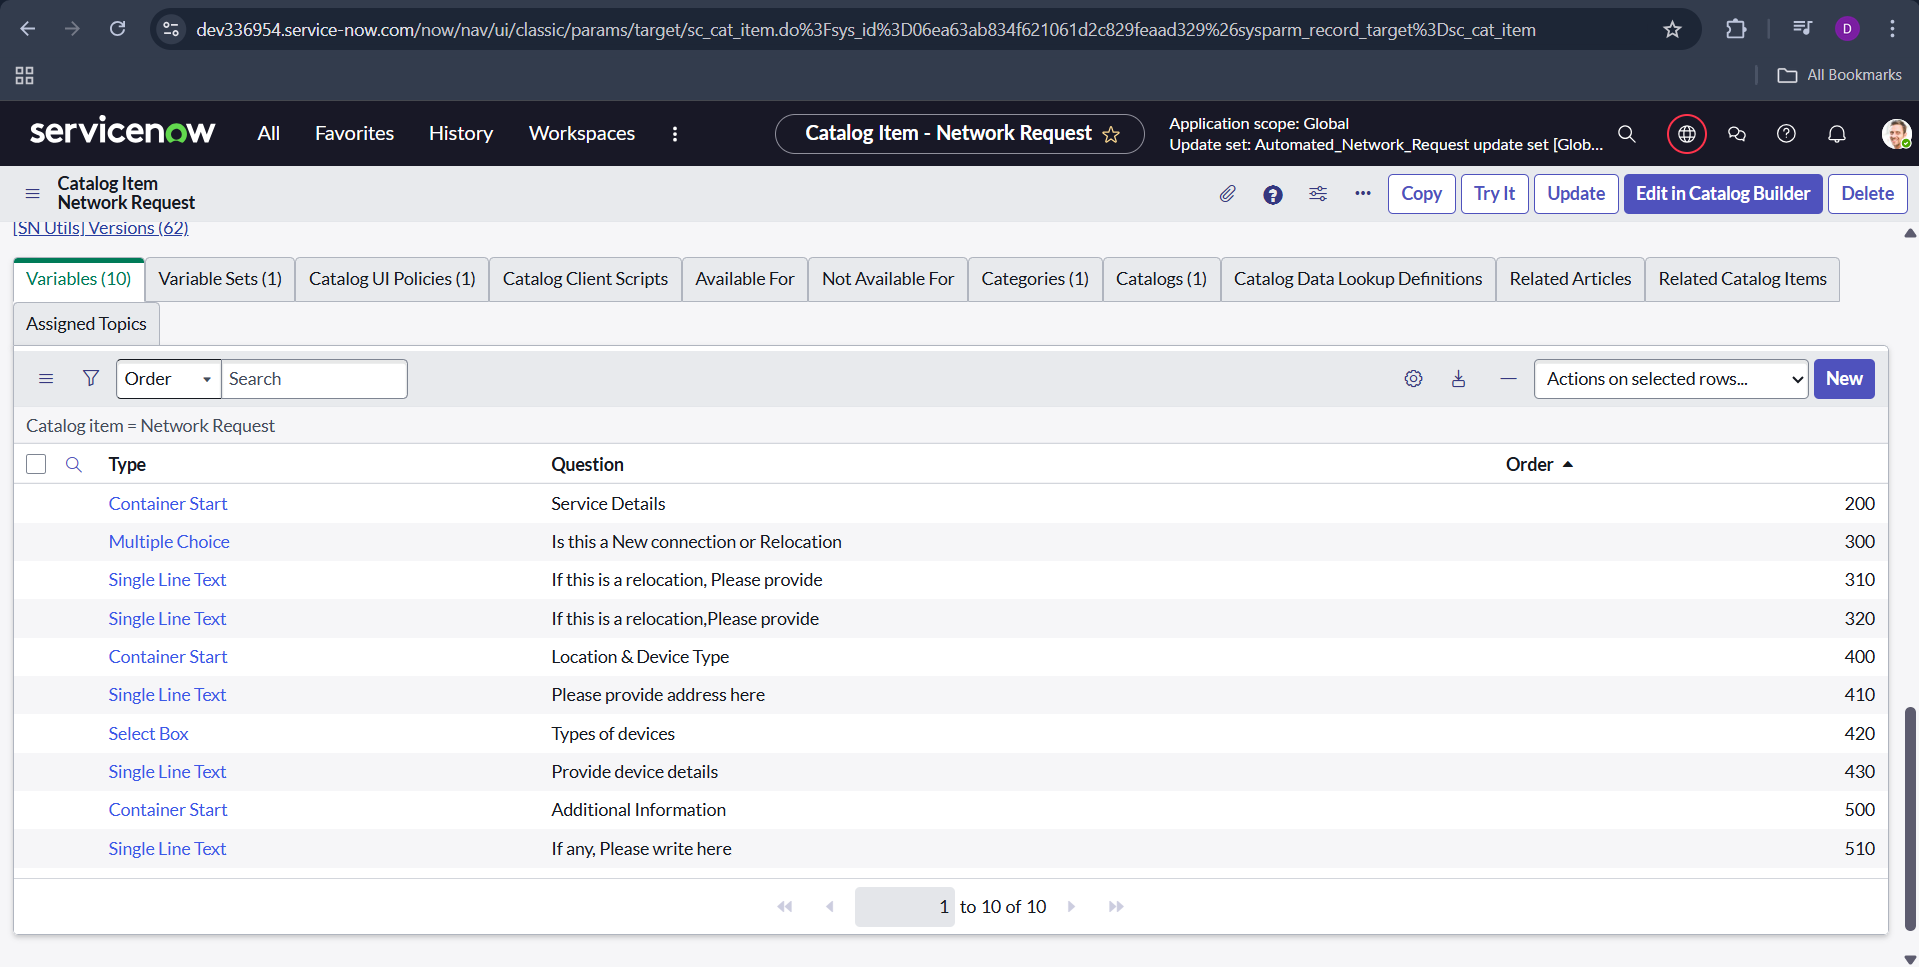 dev336954.service-now.com/now/nav/ui/classic/params/target/sc_cat_item.do%3Fsys_id%3D06ea63ab834f621061d2c829feaad329%26sysparm_record_target%3Dsc_cat_item
D
All Bookmarks
servicenow All Favorites History Workspaces
Catalog Item - Network Request
Application scope: Global
Update set: Automated_Network_Request update set [Glob...
Catalog Item
Network Request
Copy Try It Update Edit in Catalog Builder Delete
[SN Utils] Versions (62)
Variables (10) Variable Sets (1) Catalog UI Policies (1) Catalog Client Scripts Available For Not Available For Categories (1) Catalogs (1) Catalog Data Lookup Definitions Related Articles Related Catalog Items
Assigned Topics
Order Search Actions on selected rows... New
Catalog item = Network Request
Type Question Order
Container Start Service Details 200
Multiple Choice Is this a New connection or Relocation 300
Single Line Text If this is a relocation, Please provide 310
Single Line Text If this is a relocation,Please provide 320
Container Start Location & Device Type 400
Single Line Text Please provide address here 410
Select Box Types of devices 420
Single Line Text Provide device details 430
Container Start Additional Information 500
Single Line Text If any, Please write here 510
1 to 10 of 10